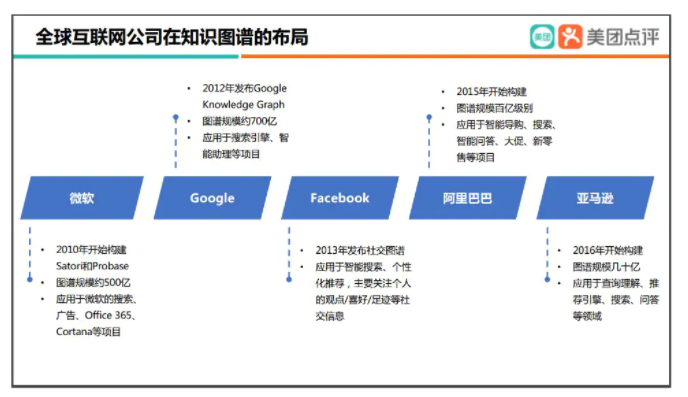 全球互联网公司在知识图谱的布局
美团
美团点评
• 2012年发布Google
Knowledge Graph
• 图谱规模约700亿
• 应用于搜索引擎、智
能助理等项目
• 2015年开始构建
• 图谱规模百亿级别
• 应用于智能导购、搜索、
智能问答、大促、新零
售等项目
微软
Google
Facebook
阿里巴巴
亚马逊
• 2010年开始构建
Satori和Probase
• 图谱规模约500亿
• 应用于微软的搜索、
广告、Office 365、
Cortana等项目
• 2013年发布社交图谱
• 应用于智能搜索、个性
化推荐，主要关注个人
的观点/喜好/足迹等社
交信息
• 2016年开始构建
• 图谱规模几十亿
• 应用于查询理解、推
荐引擎、搜索、问答
等领域